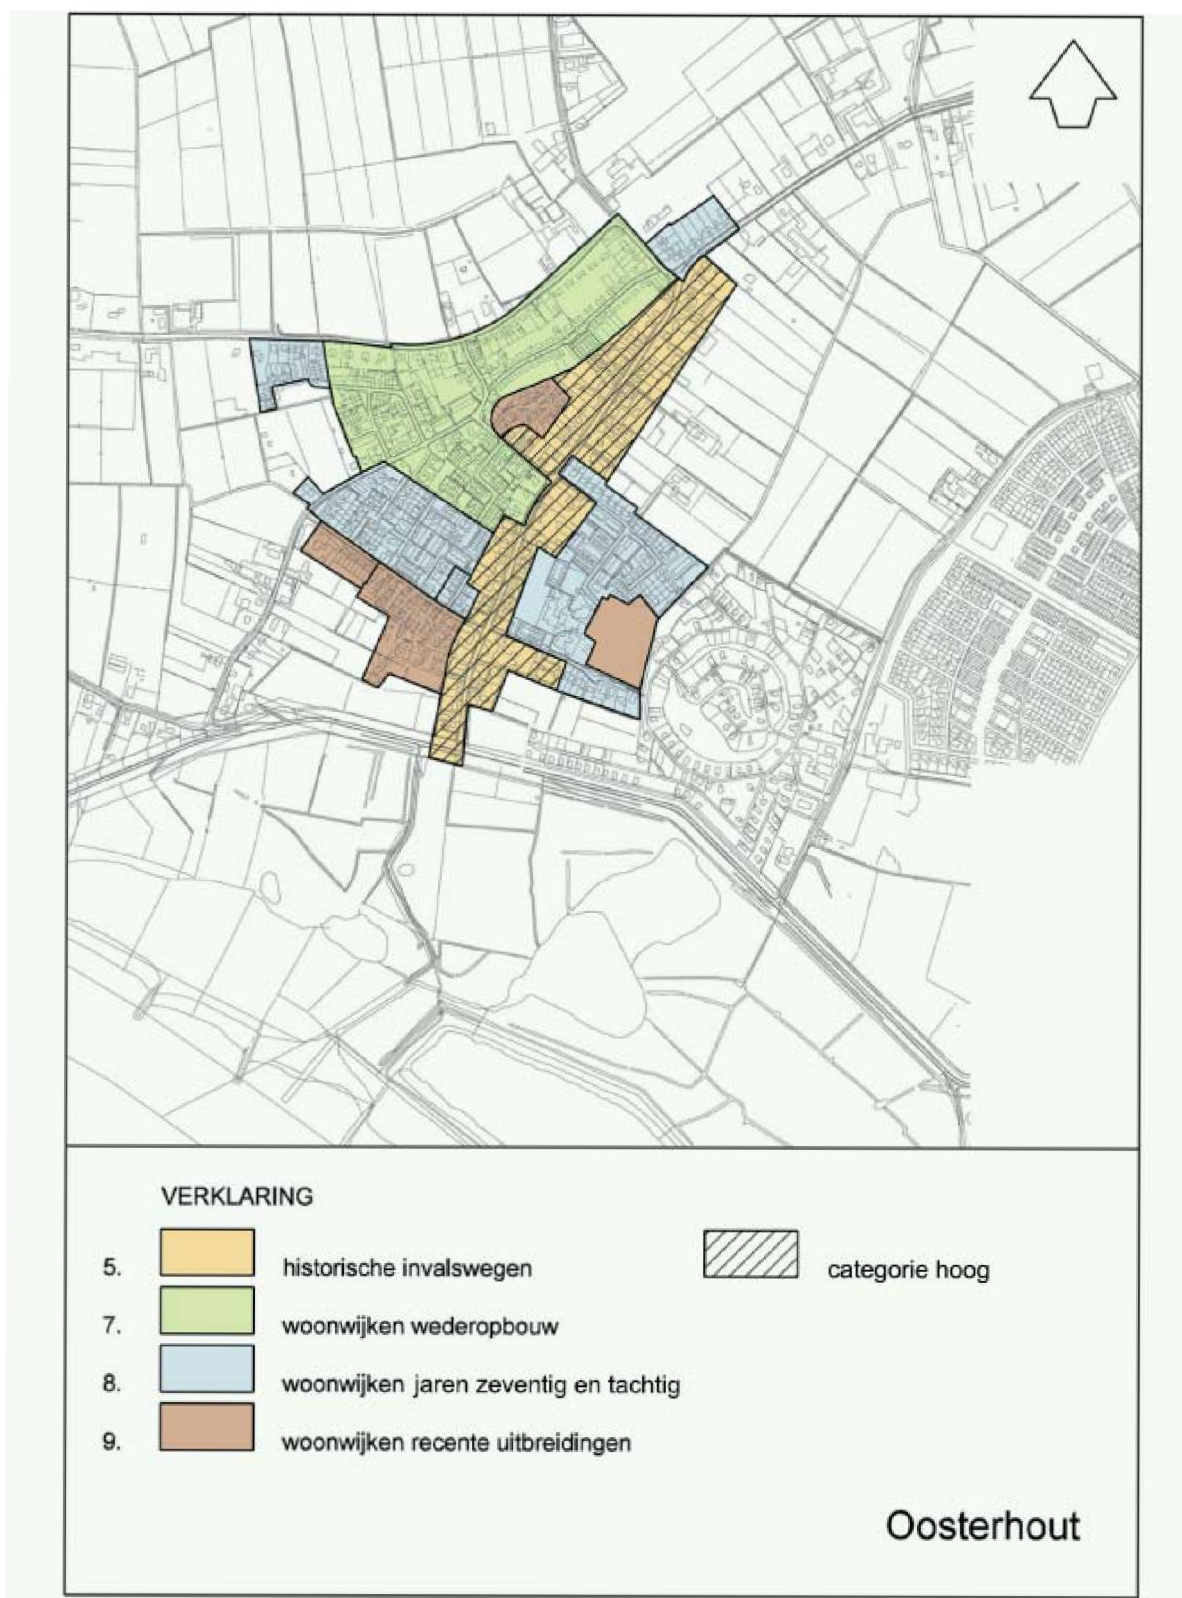 VERKLARING
5. historische invalswegen
categorie hoog
7. woonwijken wederopbouw
8. woonwijken jaren zeventig en tachtig
9. woonwijken recente uitbreidingen
Oosterhout